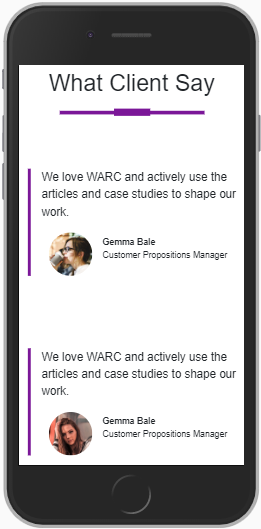 What Client Say
We love WARC and actively use the
articles and case studies to shape our
work.
Gemma Bale
Customer Propositions Manager
We love WARC and actively use the
articles and case studies to shape our
work.
Gemma Bale
Customer Propositions Manager